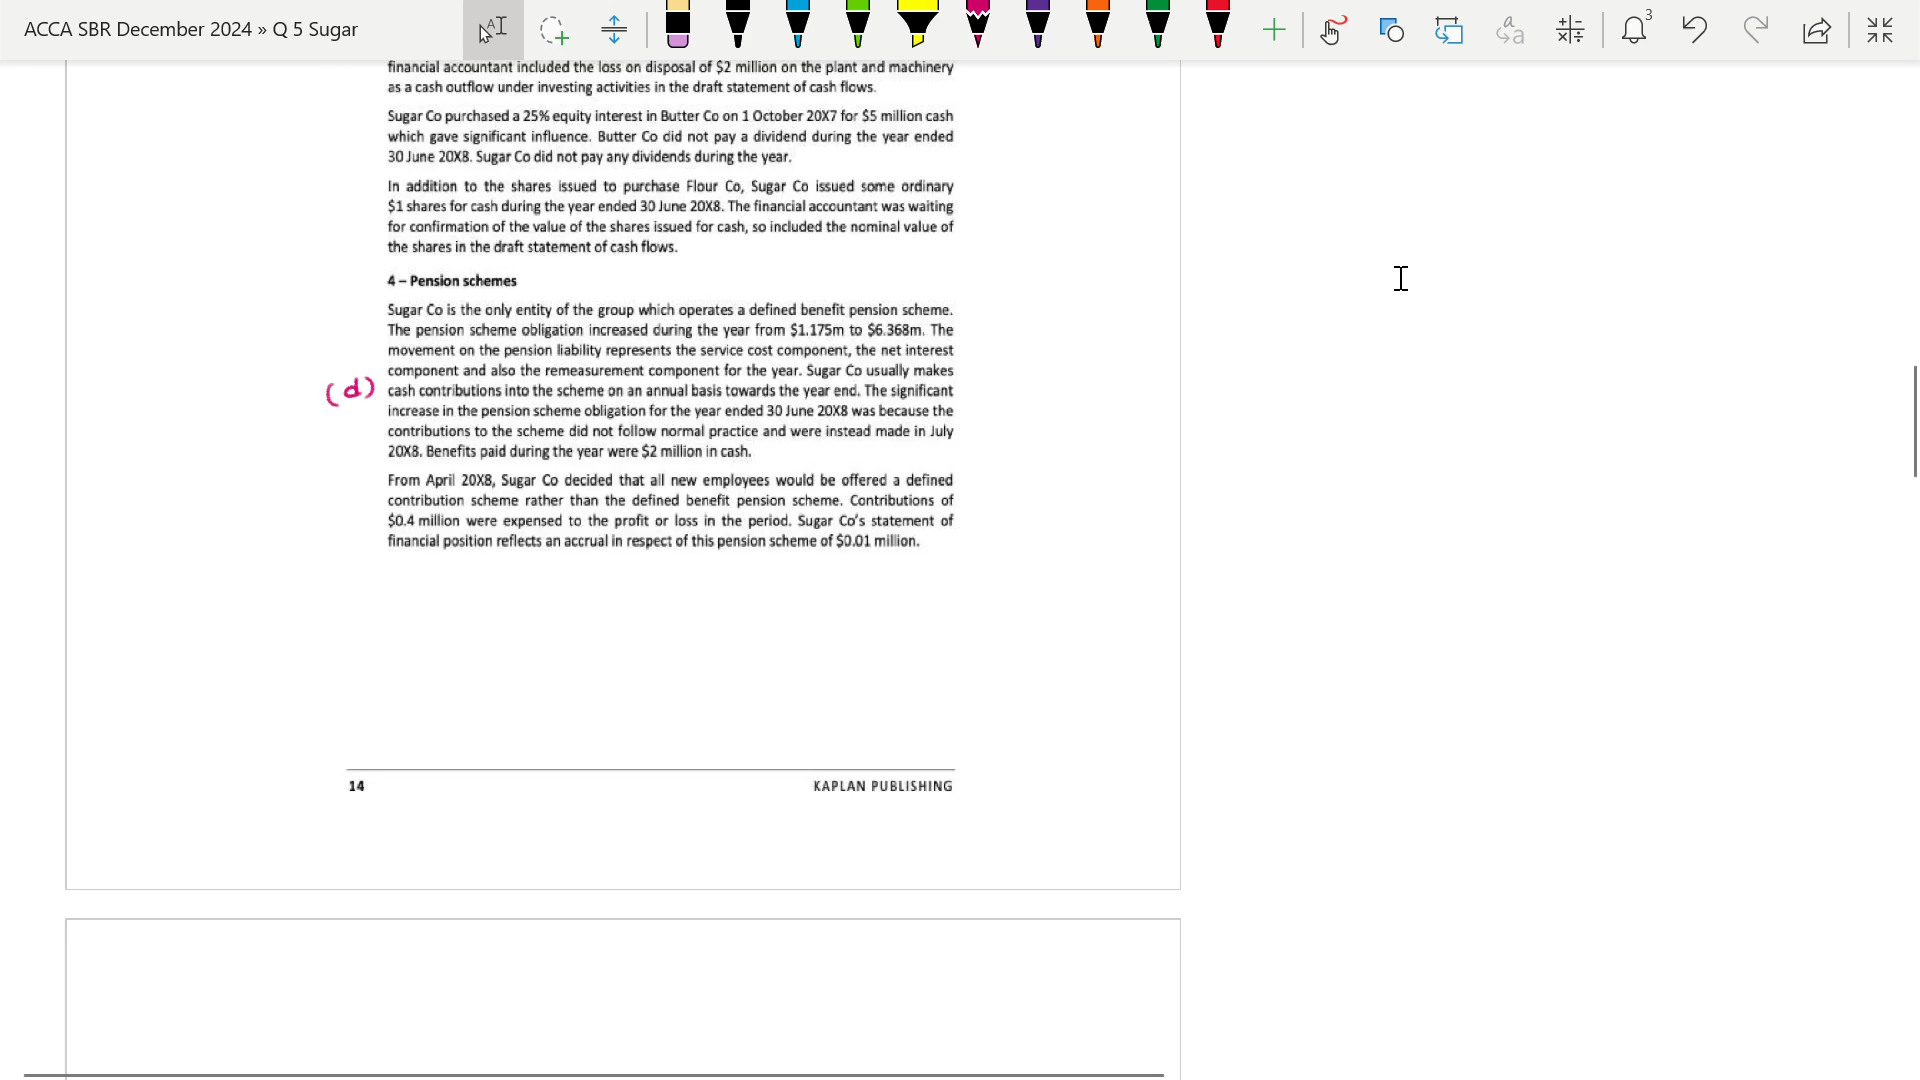 ACCA SBR December 2024 » Q 5 Sugar
3
financial accountant included the loss on disposal of $2 million on the plant and machinery
as a cash outflow under investing activities in the draft statement of cash flows.
Sugar Co purchased a 25% equity interest in Butter Co on 1 October 20X7 for $5 million cash
which gave significant influence. Butter Co did not pay a dividend during the year ended
30 June 20X8. Sugar Co did not pay any dividends during the year.
In addition to the shares issued to purchase Flour Co, Sugar Co issued some ordinary
$1 shares for cash during the year ended 30 June 20X8. The financial accountant was waiting
for confirmation of the value of the shares issued for cash, so included the nominal value of
the shares in the draft statement of cash flows.
4 – Pension schemes
Sugar Co is the only entity of the group which operates a defined benefit pension scheme.
The pension scheme obligation increased during the year from $1.175m to $6.368m. The
movement on the pension liability represents the service cost component, the net interest
component and also the remeasurement component for the year. Sugar Co usually makes
(d) cash contributions into the scheme on an annual basis towards the year end. The significant
increase in the pension scheme obligation for the year ended 30 June 20X8 was because the
contributions to the scheme did not follow normal practice and were instead made in July
20X8. Benefits paid during the year were $2 million in cash.
From April 20X8, Sugar Co decided that all new employees would be offered a defined
contribution scheme rather than the defined benefit pension scheme. Contributions of
$0.4 million were expensed to the profit or loss in the period. Sugar Co's statement of
financial position reflects an accrual in respect of this pension scheme of $0.01 million.
14 KAPLAN PUBLISHING